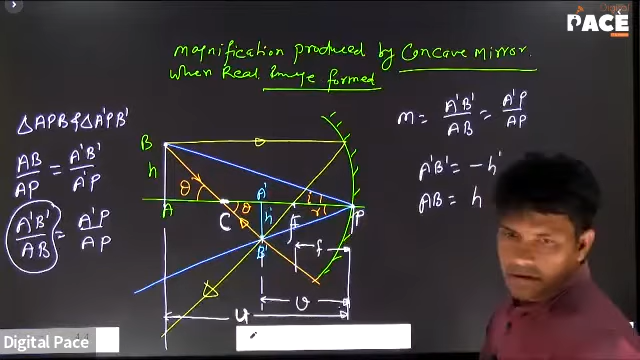 Digital
PACE
magnification produced by Concave Mirror.
When Real Image formed
ΔAPB & ΔA'PB'
AB/AP = A'B'/A'P
A'B'/AB = A'P/AP
m = A'B'/AB = A'P/AP
A'B' = -h'
AB = h
B
h
θ
A
C
θ
A'
h'
B'
F
i
r
P
f
v
u
Digital Pace